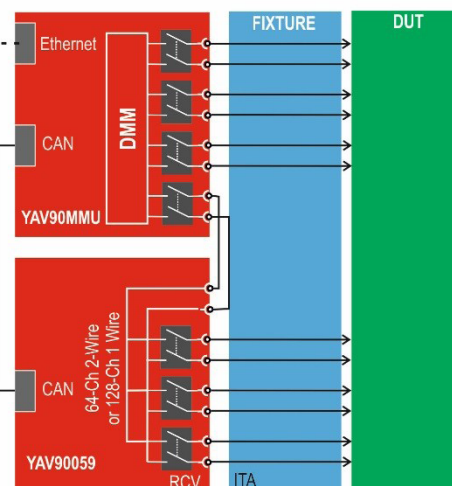 FIXTURE
DUT
Ethernet
DMM
CAN
YAV90MMU
64-Ch 2-Wire
or 128-Ch 1 Wire
CAN
YAV90059
RCV
ITA